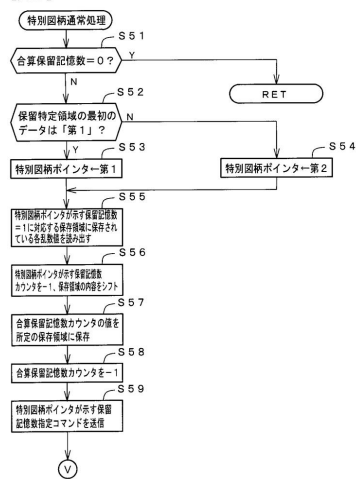 特別図柄通常処理
S51
合算保留記憶数=0?
Y
N
RET
S52
保留特定領域の最初の
データは「第1」?
N
Y
S53
特別図柄ポインタ←第1
S54
特別図柄ポインタ←第2
S55
特別図柄ポインタが示す保留記憶数
=1に対応する保存領域に保存され
ている各乱数値を読み出す
S56
特別図柄ポインタが示す保留記憶数
カウンタを-1、保存領域の内容をシフト
S57
合算保留記憶数カウンタの値を
所定の保存領域に保存
S58
合算保留記憶数カウンタを-1
S59
特別図柄ポインタが示す保留
記憶数指定コマンドを送信
V